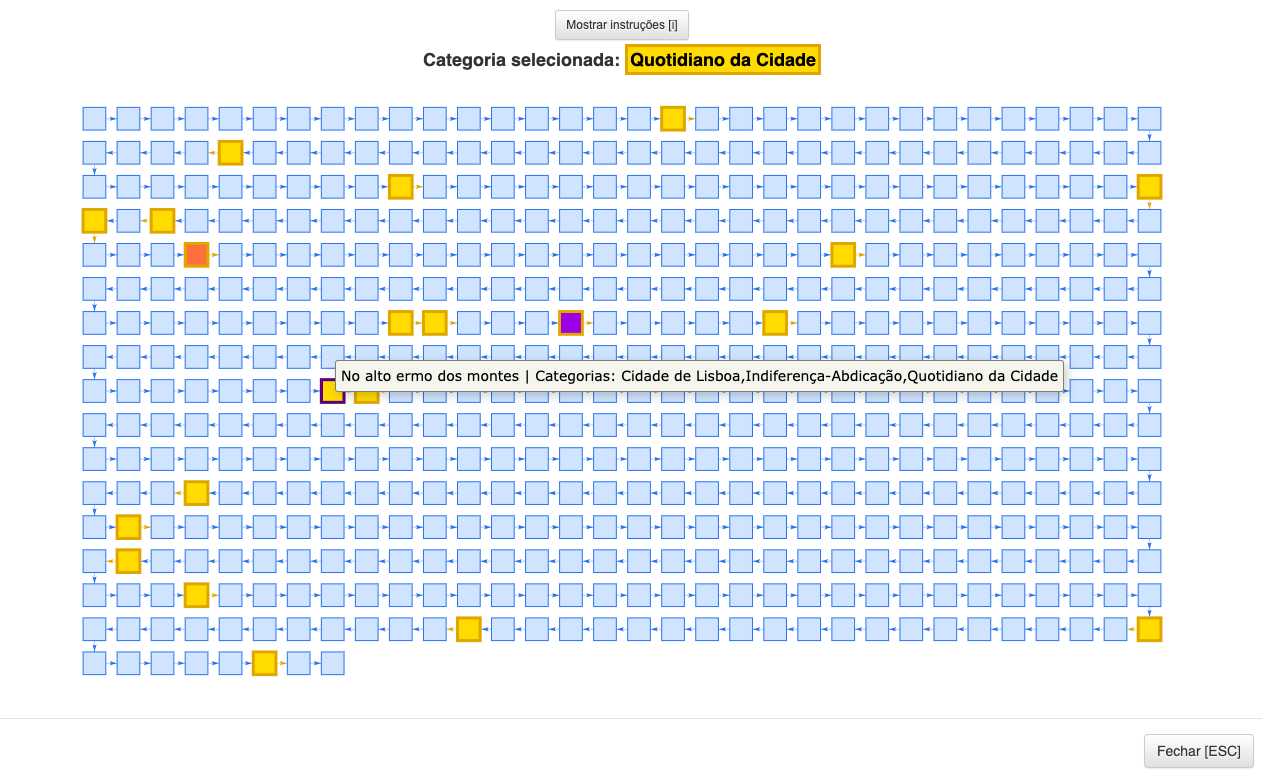 Mostrar instruções [i]
Categoria selecionada: Quotidiano da Cidade
No alto ermo dos montes | Categorias: Cidade de Lisboa,Indiferença-Abdicação,Quotidiano da Cidade
Fechar [ESC]